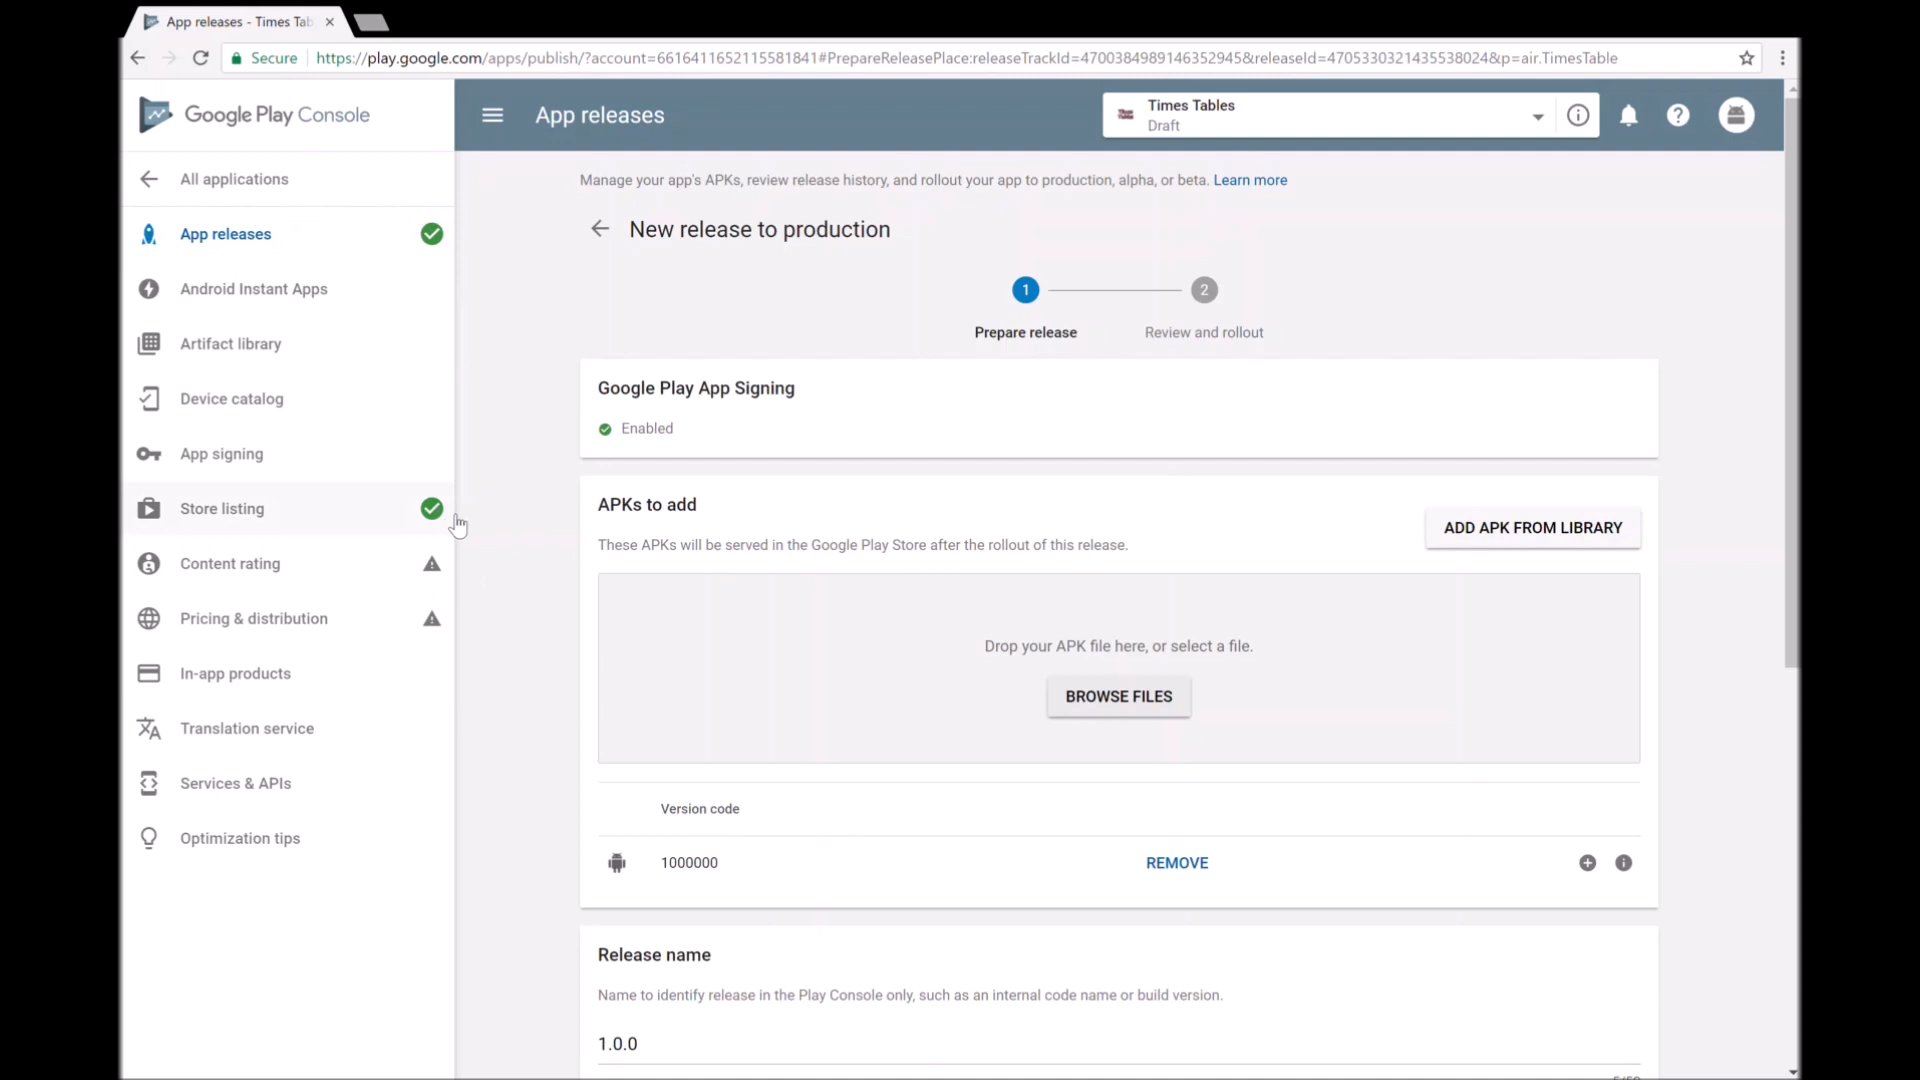 App releases - Times Tab
Secure
https://play.google.com/apps/publish/?account=6616411652115581841#PrepareReleasePlace:releaseTrackId=4700384989146352945&releaseId=4705330321435538024&p=air.TimesTable
Google Play Console
App releases
Times Tables
Draft
All applications
App releases
Android Instant Apps
Artifact library
Device catalog
App signing
Store listing
Content rating
Pricing & distribution
In-app products
Translation service
Services & APIs
Optimization tips
Manage your app's APKs, review release history, and rollout your app to production, alpha, or beta. Learn more
New release to production
1
2
Prepare release
Review and rollout
Google Play App Signing
Enabled
APKs to add
ADD APK FROM LIBRARY
These APKs will be served in the Google Play Store after the rollout of this release.
Drop your APK file here, or select a file.
BROWSE FILES
Version code
1000000
REMOVE
Release name
Name to identify release in the Play Console only, such as an internal code name or build version.
1.0.0